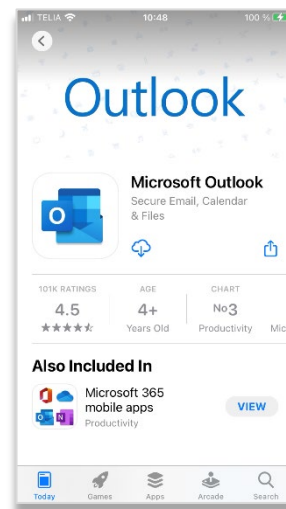 TELIA 10:48 100 %
Outlook
Microsoft Outlook
Secure Email, Calendar
& Files
101K RATINGS AGE CHART
4.5 4+ No3
Years Old Productivity Mic
Also Included In
Microsoft 365
mobile apps
Productivity
VIEW
Today Games Apps Arcade Search